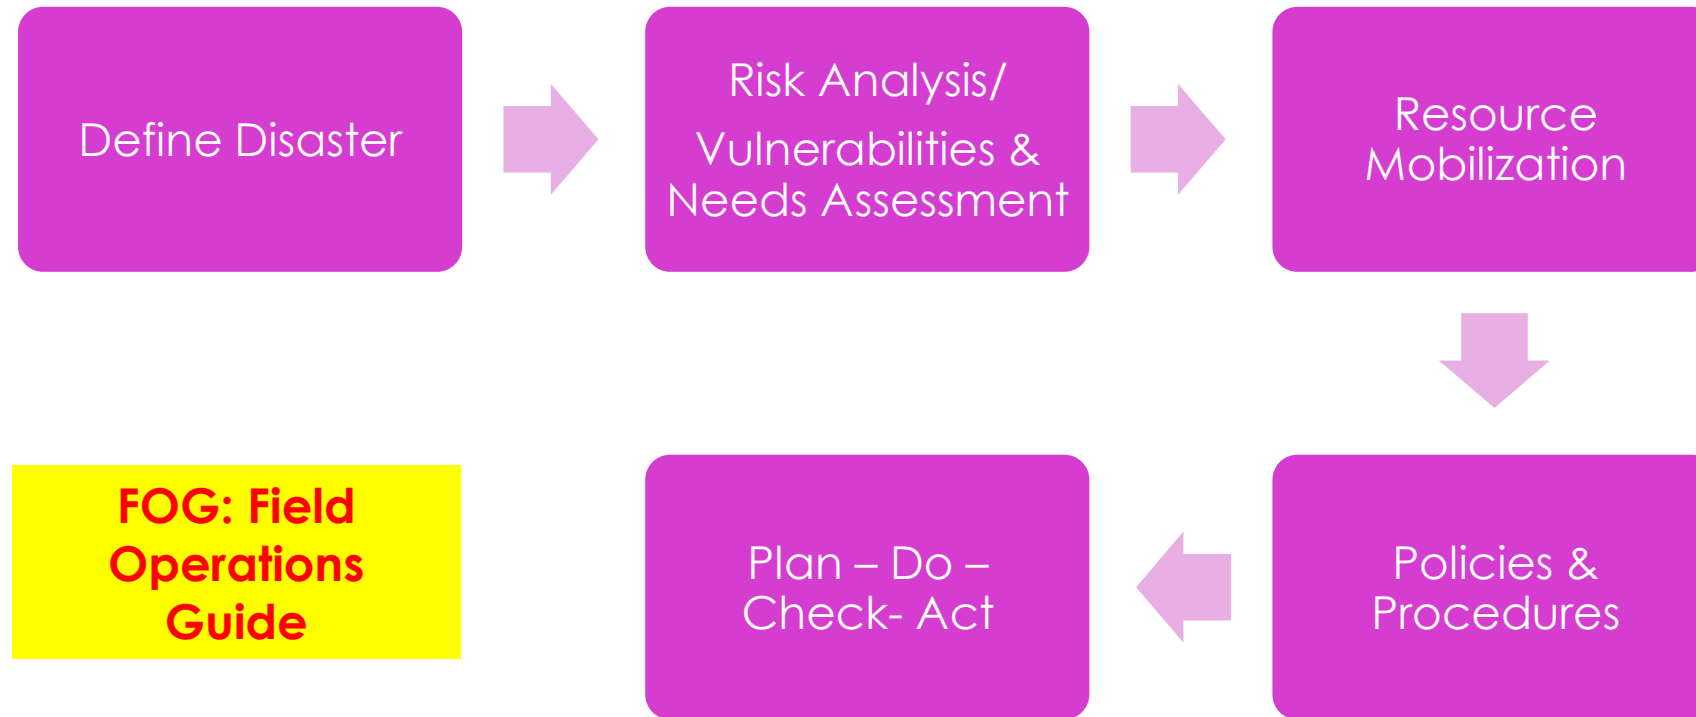 Define Disaster
Risk Analysis/
Vulnerabilities &
Needs Assessment
Resource
Mobilization
Policies &
Procedures
Plan – Do –
Check- Act
FOG: Field
Operations
Guide